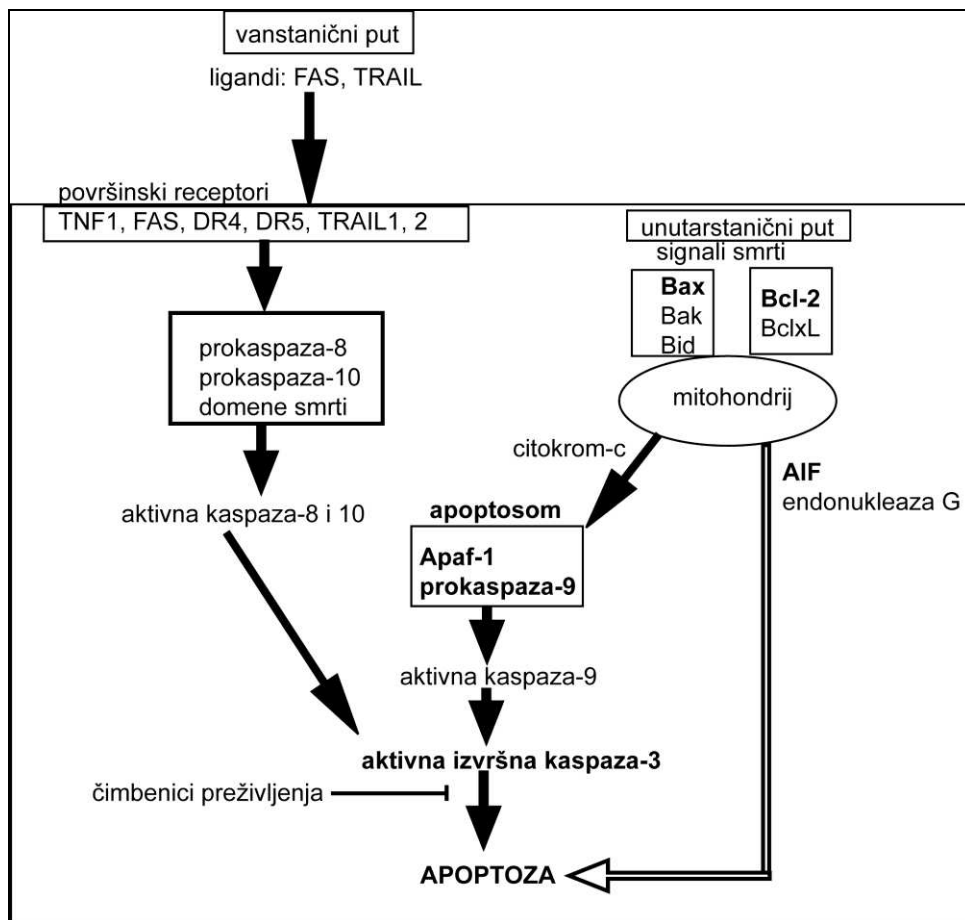 vanstanični put
ligandi: FAS, TRAIL
površinski receptori
TNF1, FAS, DR4, DR5, TRAIL1, 2
unutarstanični put
signali smrti
Bax
Bak
Bid
Bcl-2
BclxL
prokaspaza-8
prokaspaza-10
domene smrti
mitohondrij
citokrom-c
AIF
endonukleaza G
aktivna kaspaza-8 i 10
apoptosom
Apaf-1
prokaspaza-9
aktivna kaspaza-9
aktivna izvršna kaspaza-3
čimbenici preživljenja
APOPTOZA